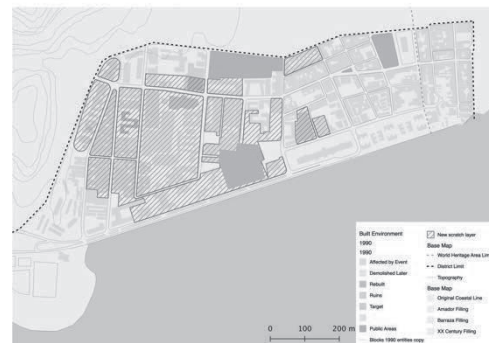 Built Environment
1990
1990
Affected by Event
Demolished Later
Rebuilt
Ruins
Target
Public Areas
Blocks 1990 entities copy
New scratch layer
Base Map
World Heritage Area Lim
District Limit
Topography
Base Map
Original Coastal Line
Amador Filling
Barraza Filling
XX Century Filling
0 100 200 m